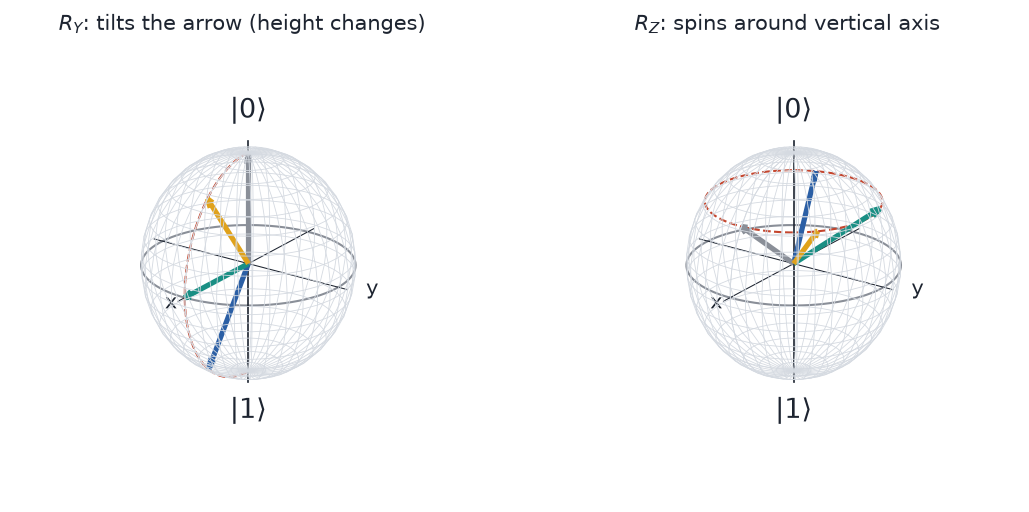 R_Y: tilts the arrow (height changes)
R_Z: spins around vertical axis
|0⟩
|0⟩
x
y
x
y
|1⟩
|1⟩